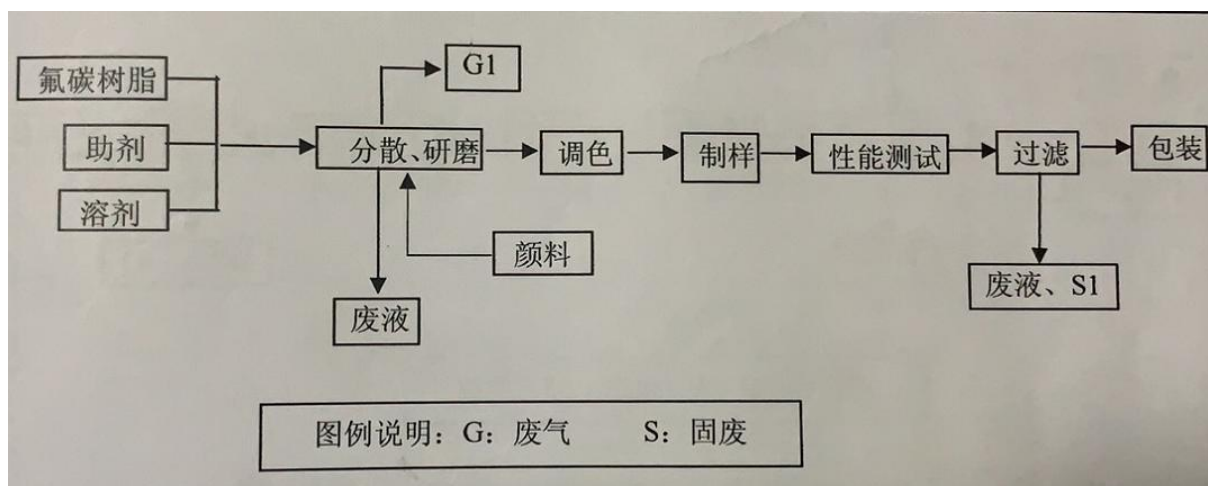 氟碳树脂
助剂
溶剂
G1
分散、研磨
调色
制样
性能测试
过滤
包装
颜料
废液
废液、S1
图例说明：G：废气 S：固废